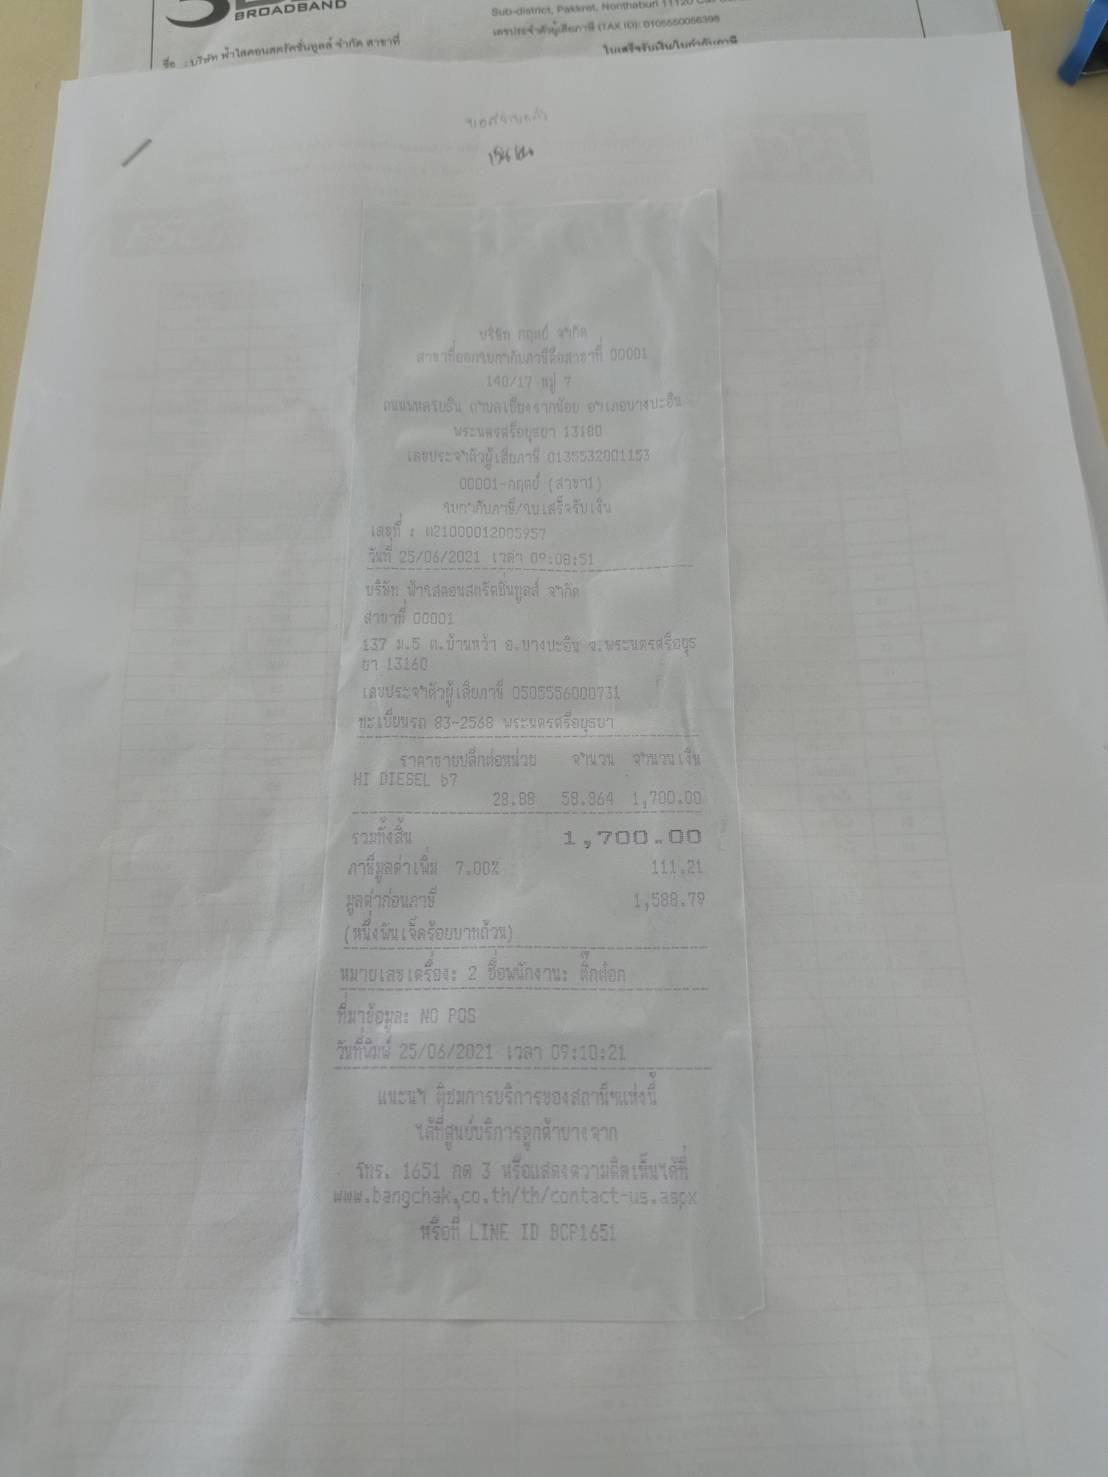 BROADBAND
Sub-district, Pakkret, Nonthaburi 11120
เลขประจำตัวผู้เสียภาษี (TAX ID): 0105550056398
ชื่อ : บริษัท ฟ้าใสคอนสตรัคชั่นทูลส์ จำกัด สาขาที่
ใบเสร็จรับเงิน/ใบกำกับภาษี
บริษัท กฤตย์ จำกัด
สาขาที่ออกใบกำกับภาษีคือสาขาที่ 00001
140/17 หมู่ 7
ถนนพหลโยธิน ตำบลเชียงรากน้อย อำเภอบางปะอิน
พระนครศรีอยุธยา 13180
เลขประจำตัวผู้เสียภาษี 0135532001153
00001-กฤตย์ (สาขา1)
ใบกำกับภาษี/ใบเสร็จรับเงิน
เลขที่ : 021000012005957
วันที่ 25/06/2021 เวลา 09:08:51
บริษัท ฟ้าใสคอนสตรัคชั่นทูลส์ จำกัด
สาขาที่ 00001
137 ม.5 ต.บ้านหว้า อ.บางปะอิน จ.พระนครศรีอยุธ
ยา 13160
เลขประจำตัวผู้เสียภาษี 0505556000731
ทะเบียนรถ 83-2568 พระนครศรีอยุธยา
ราคาขายปลีกต่อหน่วย จำนวน จำนวนเงิน
HI DIESEL b7
28.88 58.864 1,700.00
รวมทั้งสิ้น 1,700.00
ภาษีมูลค่าเพิ่ม 7.00% 111.21
มูลค่าก่อนภาษี 1,588.79
(หนึ่งพันเจ็ดร้อยบาทถ้วน)
หมายเลขเครื่อง: 2 ชื่อพนักงาน: ติ๊กต๊อก
ที่มาข้อมูล: NO POS
วันที่พิมพ์ 25/06/2021 เวลา 09:10:21
แนะนำ ติชมการบริการของสถานีฯแห่งนี้
ได้ที่ศูนย์บริการลูกค้าบางจาก
โทร. 1651 กด 3 หรือแสดงความคิดเห็นได้ที่
www.bangchak.co.th/th/contact-us.aspx
หรือที่ LINE ID BCP1651